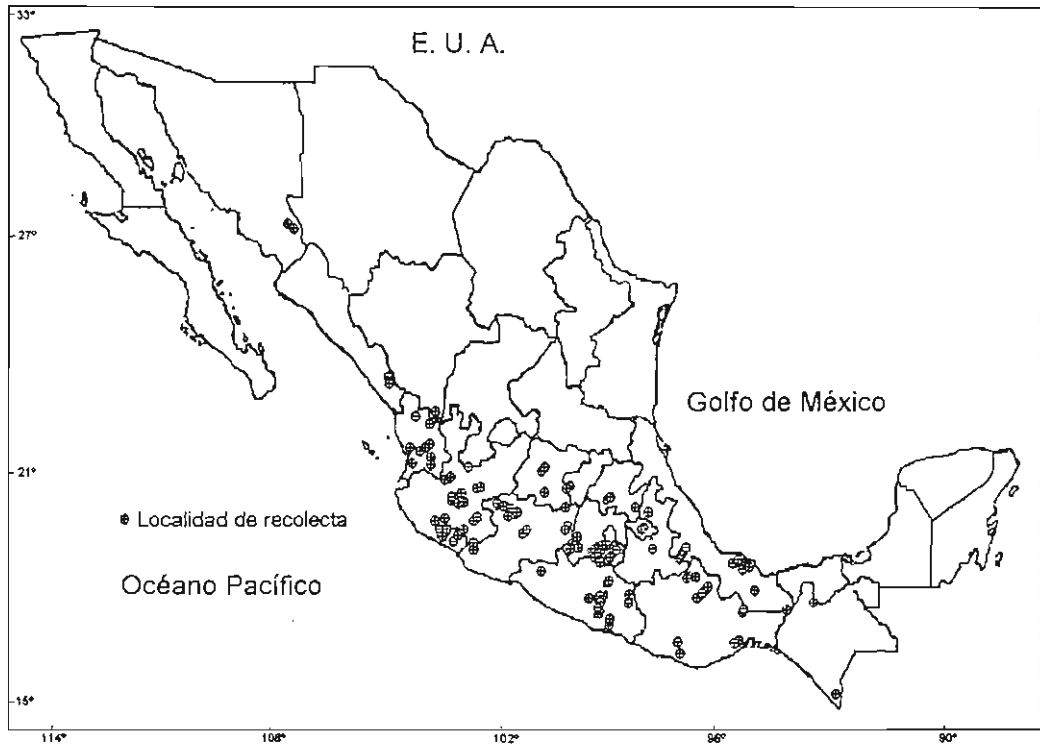 33°
E. U. A.
27°
Golfo de México
21°
Localidad de recolecta
Océano Pacífico
15°
114°
108°
102°
96°
90°